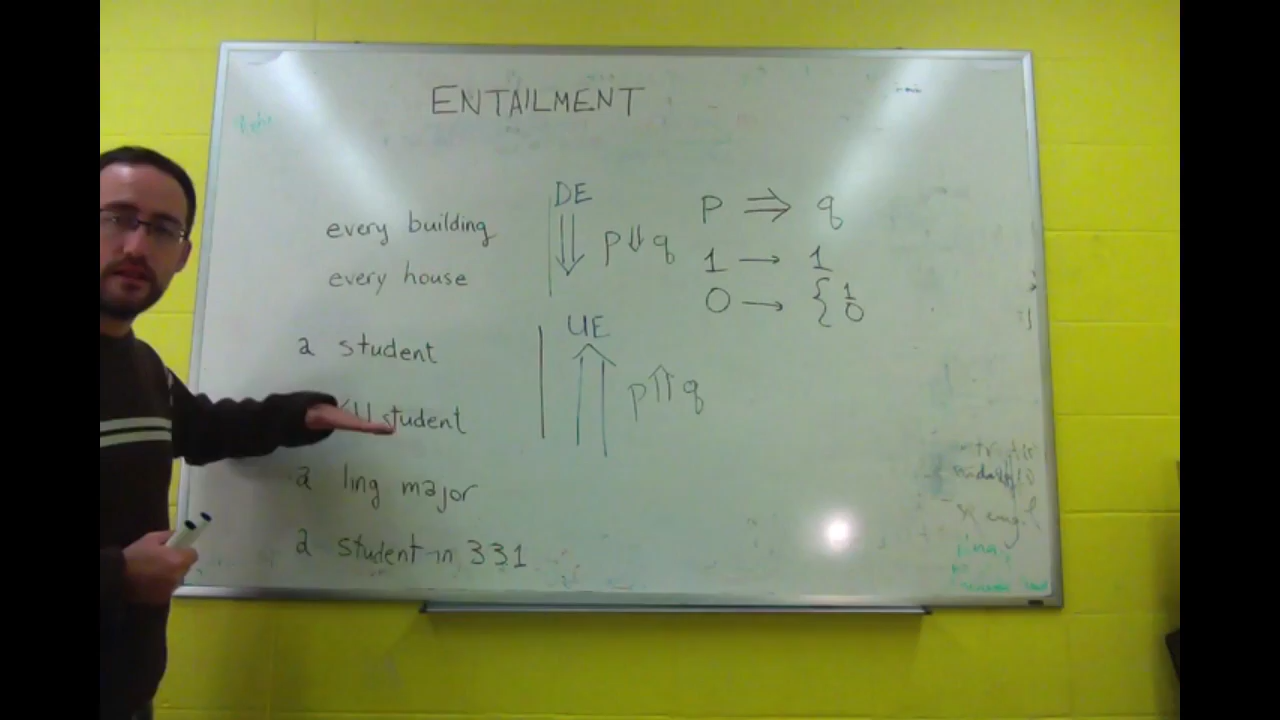 ENTAILMENT
every building
every house
a student
student
a ling major
a student in 331
DE
⇓
p ⇓ q
UE
⇑
p ⇑ q
p ⇒ q
1 → 1
0 → { 1
0